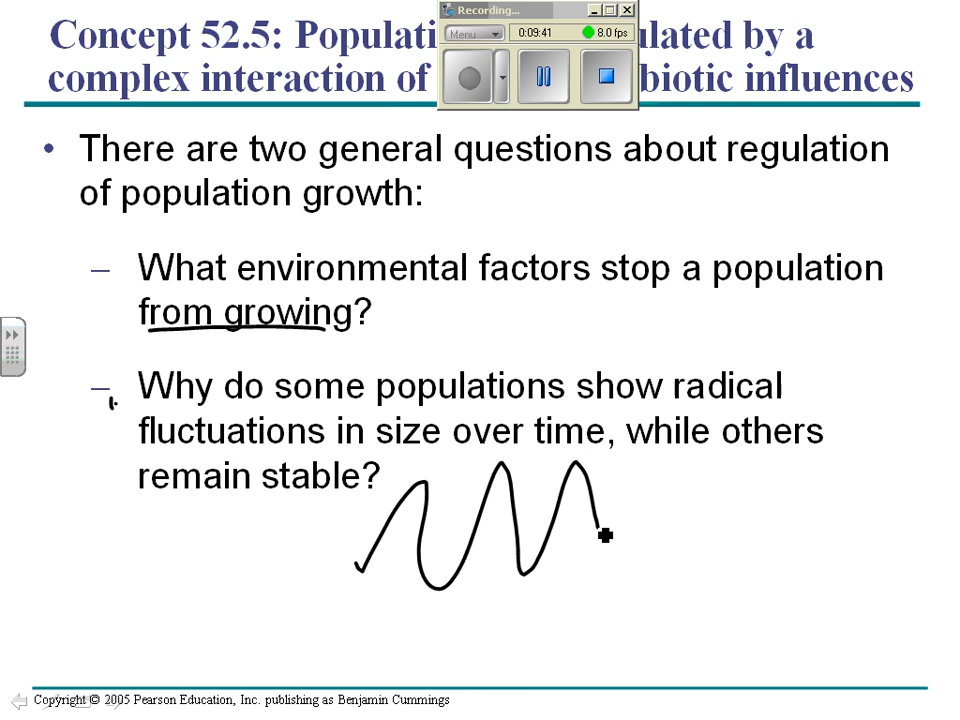 Recording...
Menu
0:09:41
8.0 fps
Concept 52.5: Populati ulated by a
complex interaction of biotic influences
• There are two general questions about regulation
of population growth:
– What environmental factors stop a population
from growing?
– Why do some populations show radical
fluctuations in size over time, while others
remain stable?
Copyright © 2005 Pearson Education, Inc. publishing as Benjamin Cummings